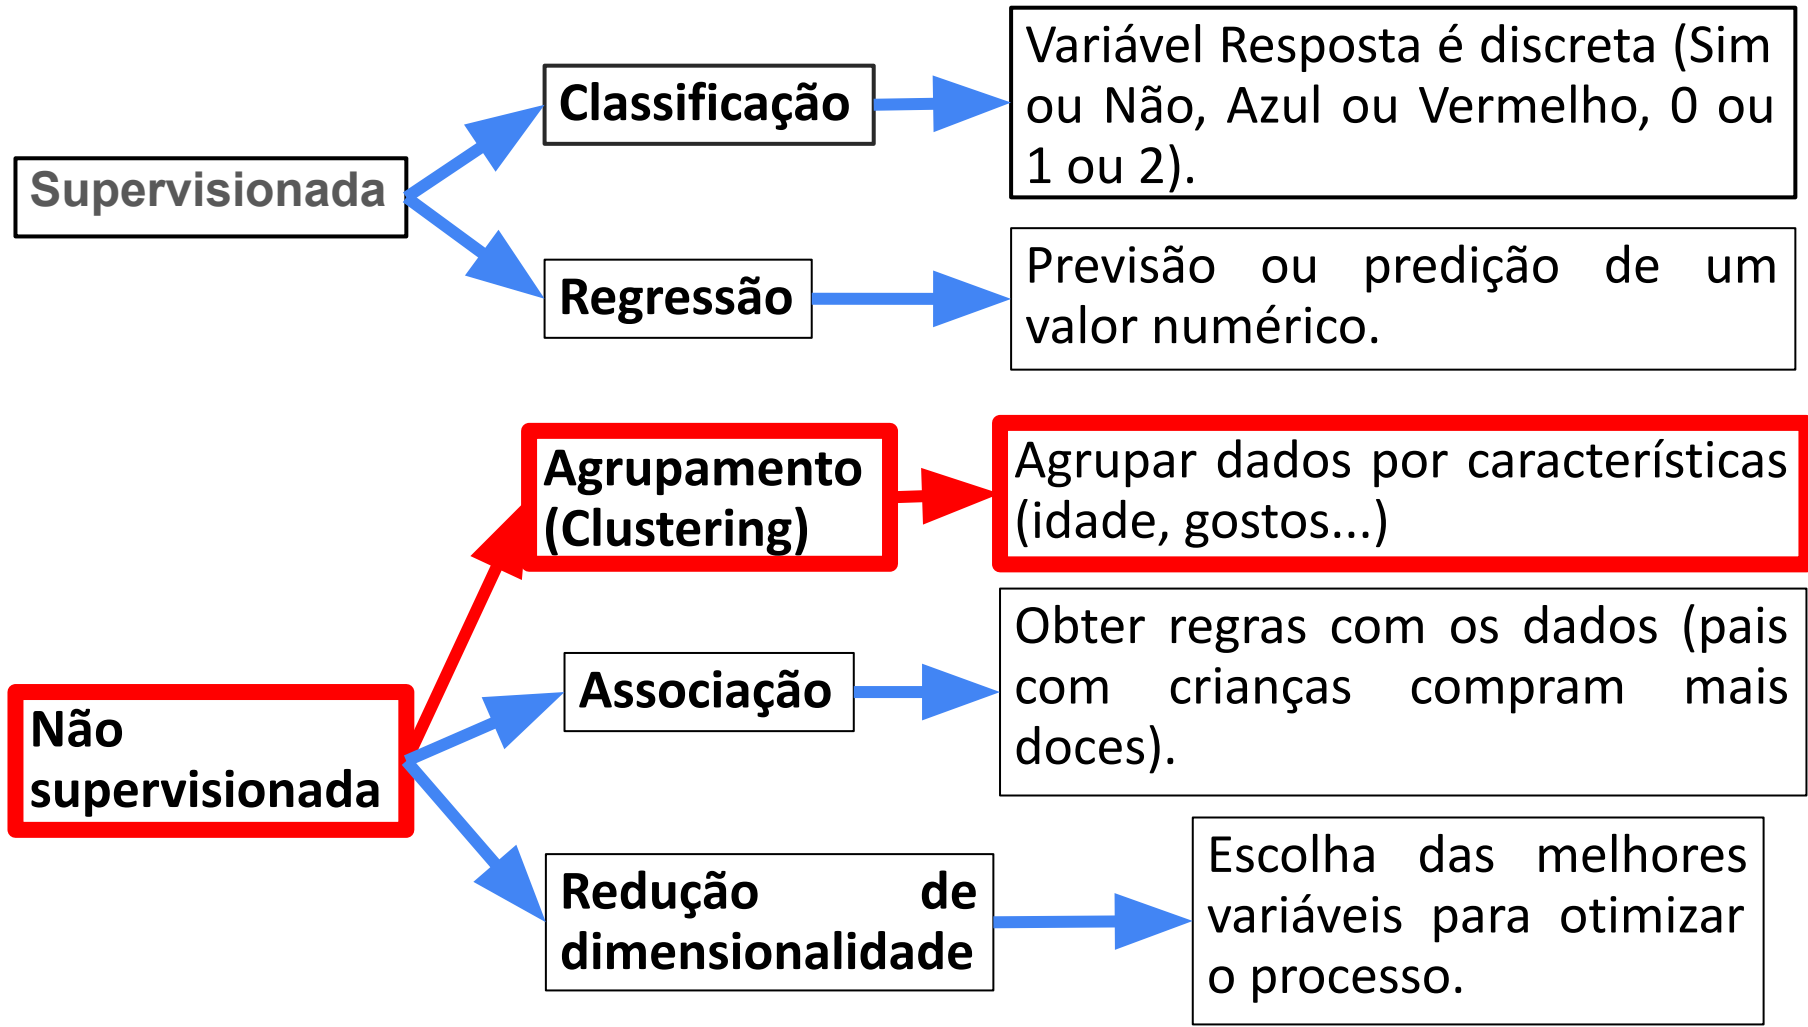 Supervisionada
Classificação
Variável Resposta é discreta (Sim
ou Não, Azul ou Vermelho, 0 ou
1 ou 2).
Regressão
Previsão ou predição de um
valor numérico.
Não
supervisionada
Agrupamento
(Clustering)
Agrupar dados por características
(idade, gostos...)
Associação
Obter regras com os dados (pais
com crianças compram mais
doces).
Redução de
dimensionalidade
Escolha das melhores
variáveis para otimizar
o processo.